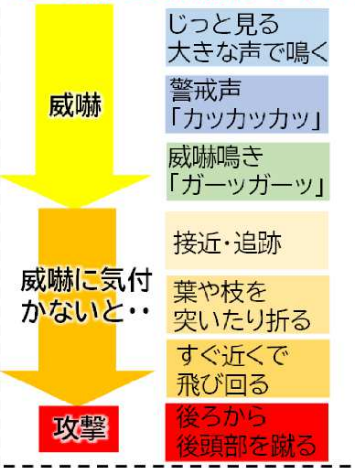 威嚇
じっと見る
大きな声で鳴く
警戒声
「カッカッカッ」
威嚇鳴き
「ガーッガーッ」
威嚇に気付
かないと・・
接近・追跡
葉や枝を
突いたり折る
すぐ近くで
飛び回る
攻撃
後ろから
後頭部を蹴る